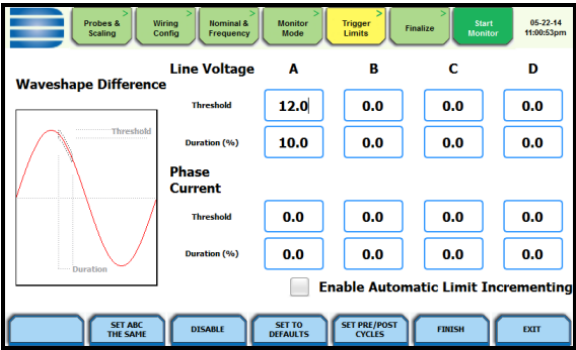 Probes & Scaling
Wiring Config
Nominal & Frequency
Monitor Mode
Trigger Limits
Finalize
Start Monitor
05-22-14
11:00:53pm
Waveshape Difference
Line Voltage A B C D
Threshold 12.0 0.0 0.0 0.0
Duration (%) 10.0 0.0 0.0 0.0
Phase Current
Threshold 0.0 0.0 0.0 0.0
Duration (%) 0.0 0.0 0.0 0.0
Threshold
Duration
Enable Automatic Limit Incrementing
SET ABC THE SAME
DISABLE
SET TO DEFAULTS
SET PRE/POST CYCLES
FINISH
EXIT